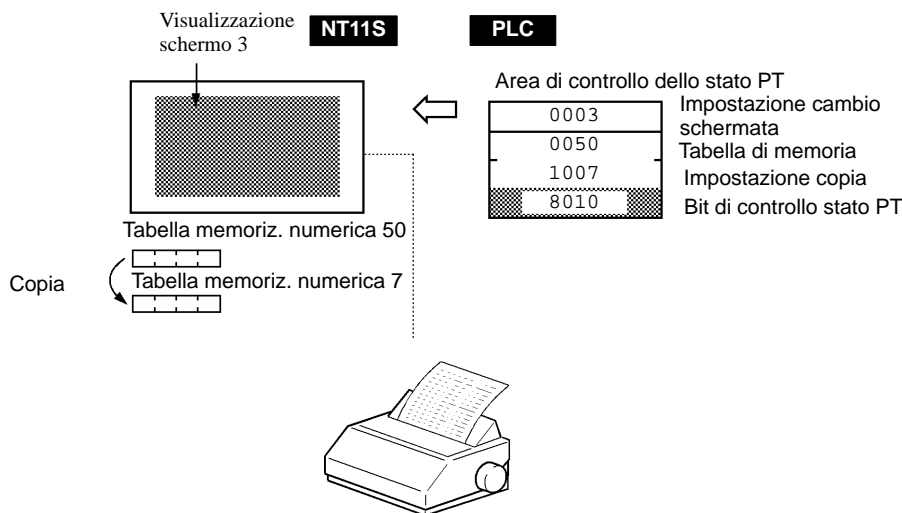 Visualizzazione
schermo 3
NT11S
PLC
Area di controllo dello stato PT
0003
Impostazione cambio
schermata
0050
Tabella di memoria
1007
Impostazione copia
8010
Bit di controllo stato PT
Tabella memoriz. numerica 50
Copia
Tabella memoriz. numerica 7